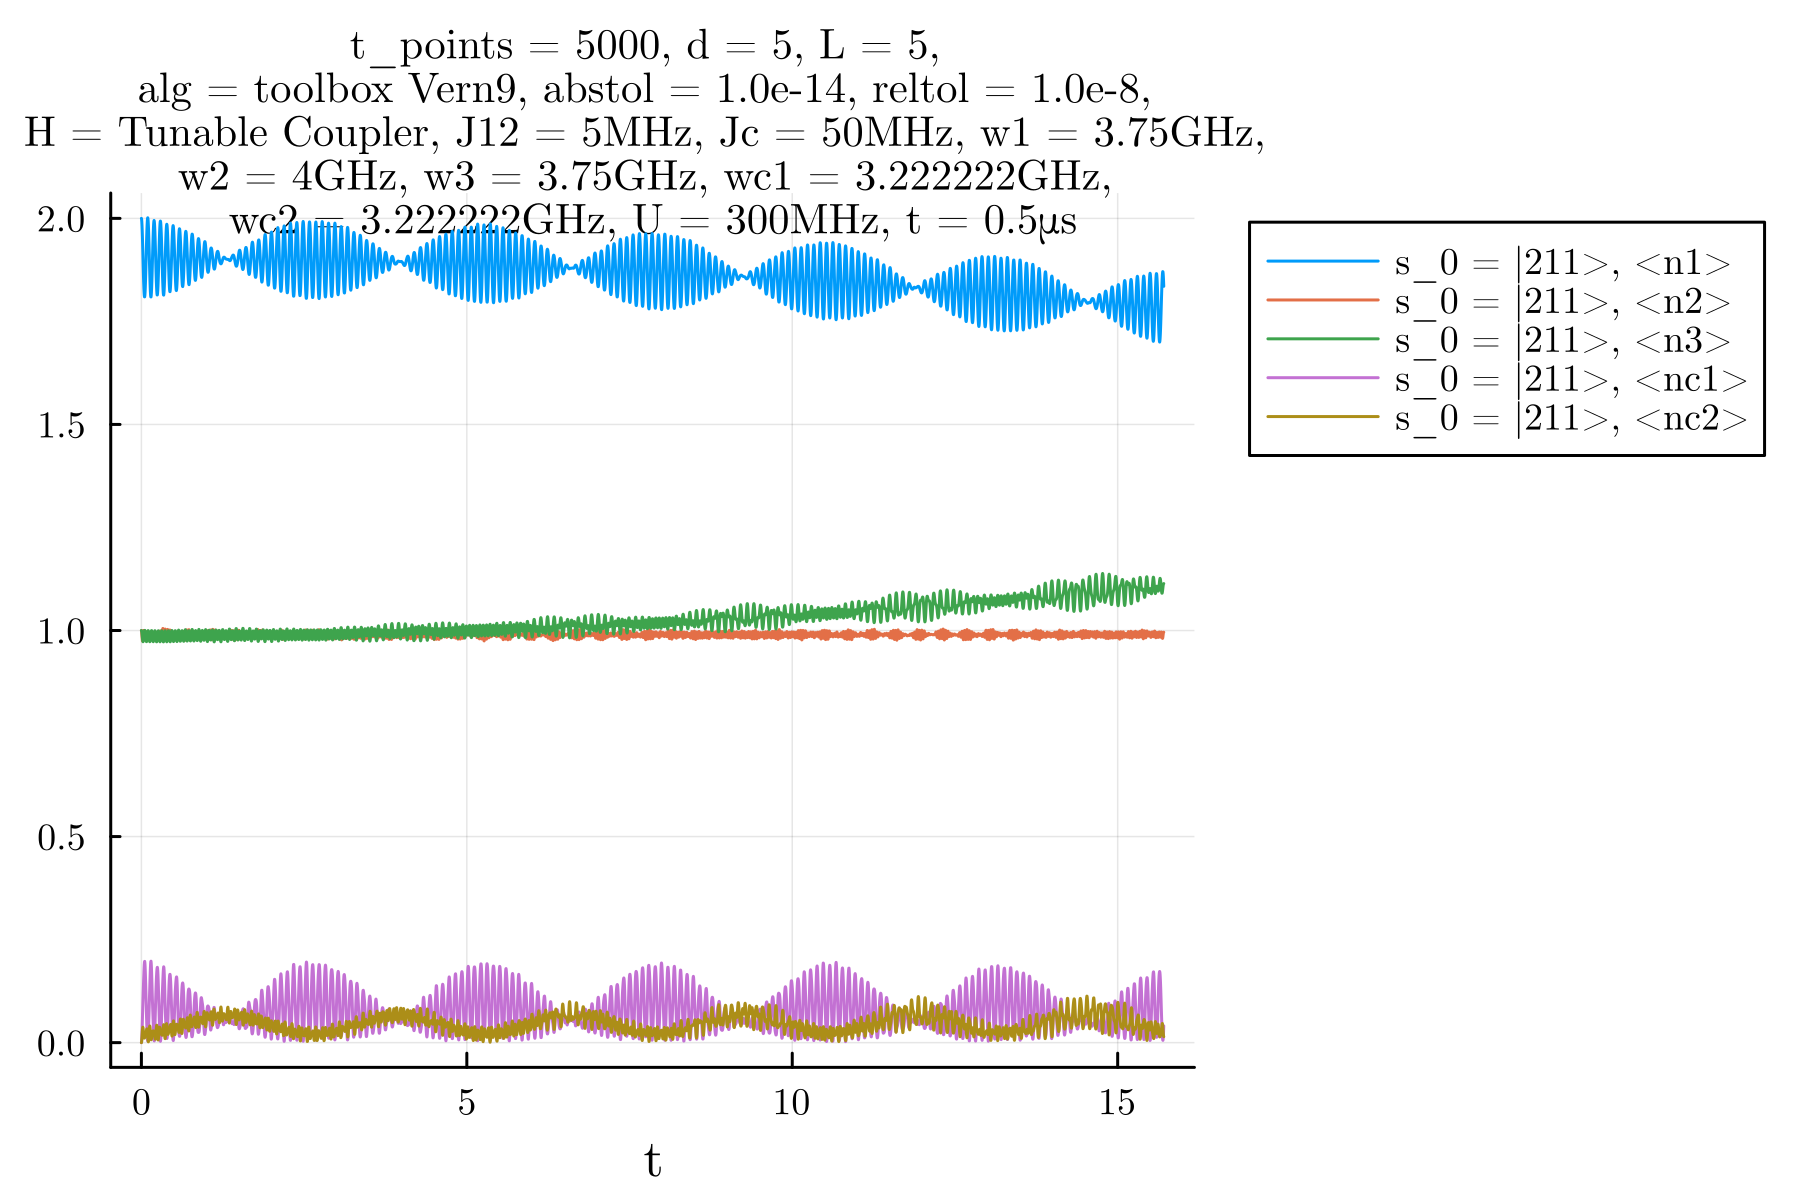 t_points = 5000, d = 5, L = 5,
alg = toolbox Vern9, abstol = 1.0e-14, reltol = 1.0e-8,
H = Tunable Coupler, J12 = 5MHz, Jc = 50MHz, w1 = 3.75GHz,
w2 = 4GHz, w3 = 3.75GHz, wc1 = 3.222222GHz,
wc2 = 3.222222GHz, U = 300MHz, t = 0.5μs
2.0
1.5
1.0
0.5
0.0
0
5
10
15
t
s_0 = |211>, <n1>
s_0 = |211>, <n2>
s_0 = |211>, <n3>
s_0 = |211>, <nc1>
s_0 = |211>, <nc2>